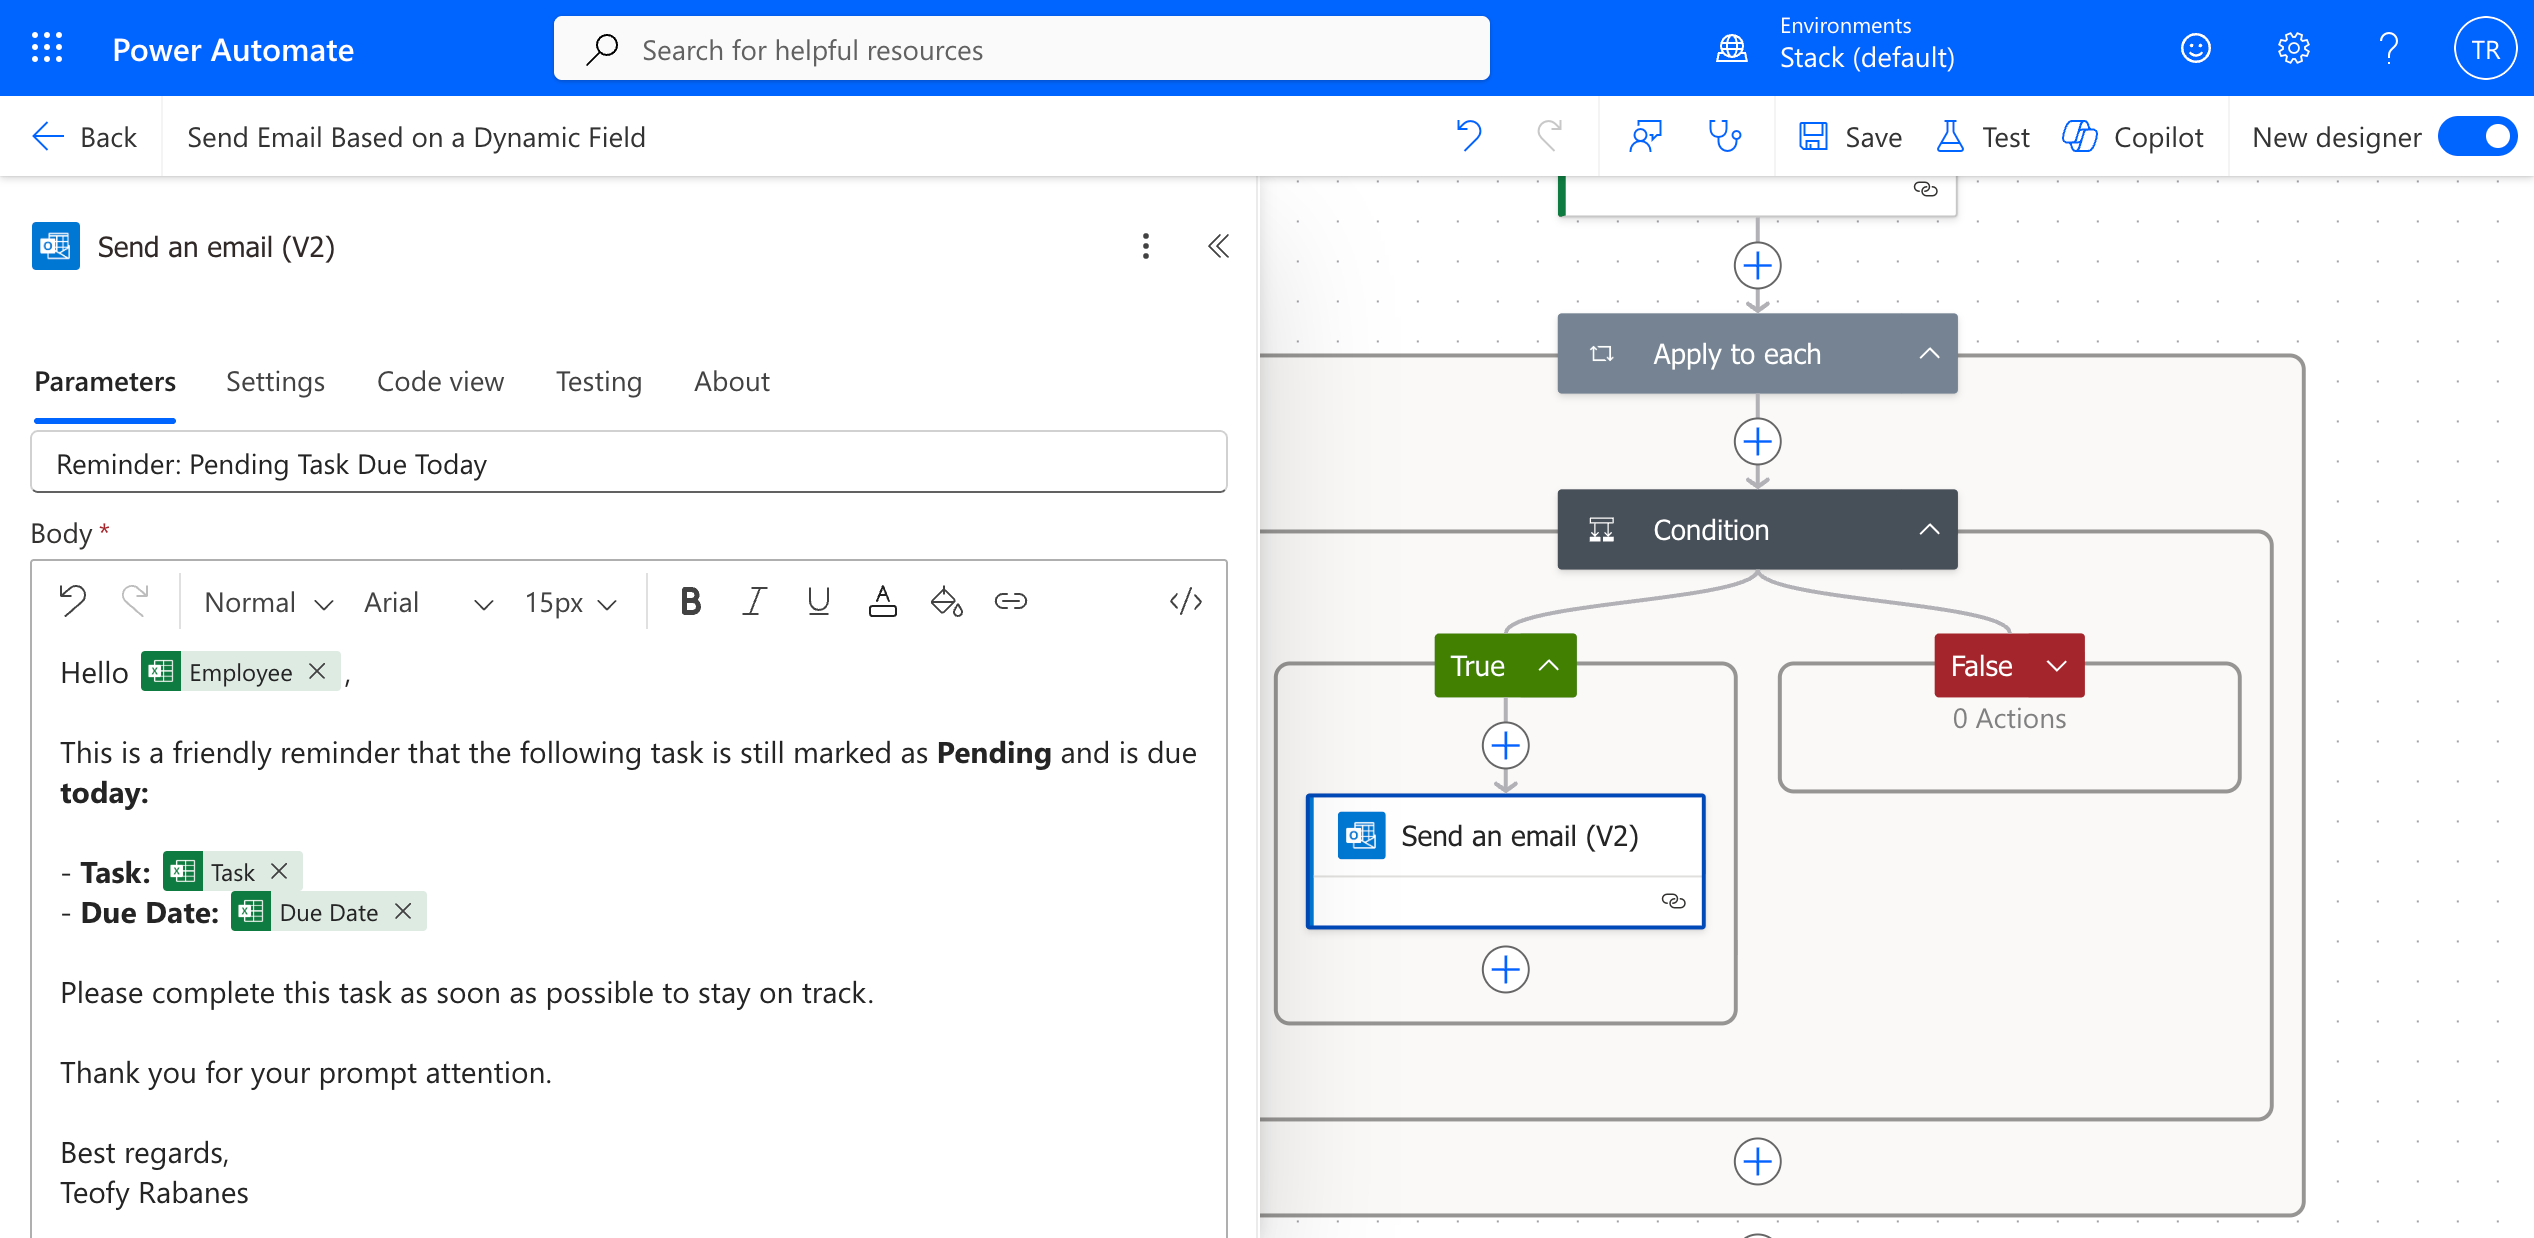 Power Automate
Search for helpful resources
Environments
Stack (default)
TR
Back
Send Email Based on a Dynamic Field
Save
Test
Copilot
New designer
Send an email (V2)
Parameters
Settings
Code view
Testing
About
Reminder: Pending Task Due Today
Body *
Normal
Arial
15px
Hello Employee ,
This is a friendly reminder that the following task is still marked as Pending and is due
today:
- Task: Task
- Due Date: Due Date
Please complete this task as soon as possible to stay on track.
Thank you for your prompt attention.
Best regards,
Teofy Rabanes
Apply to each
Condition
True
False
0 Actions
Send an email (V2)